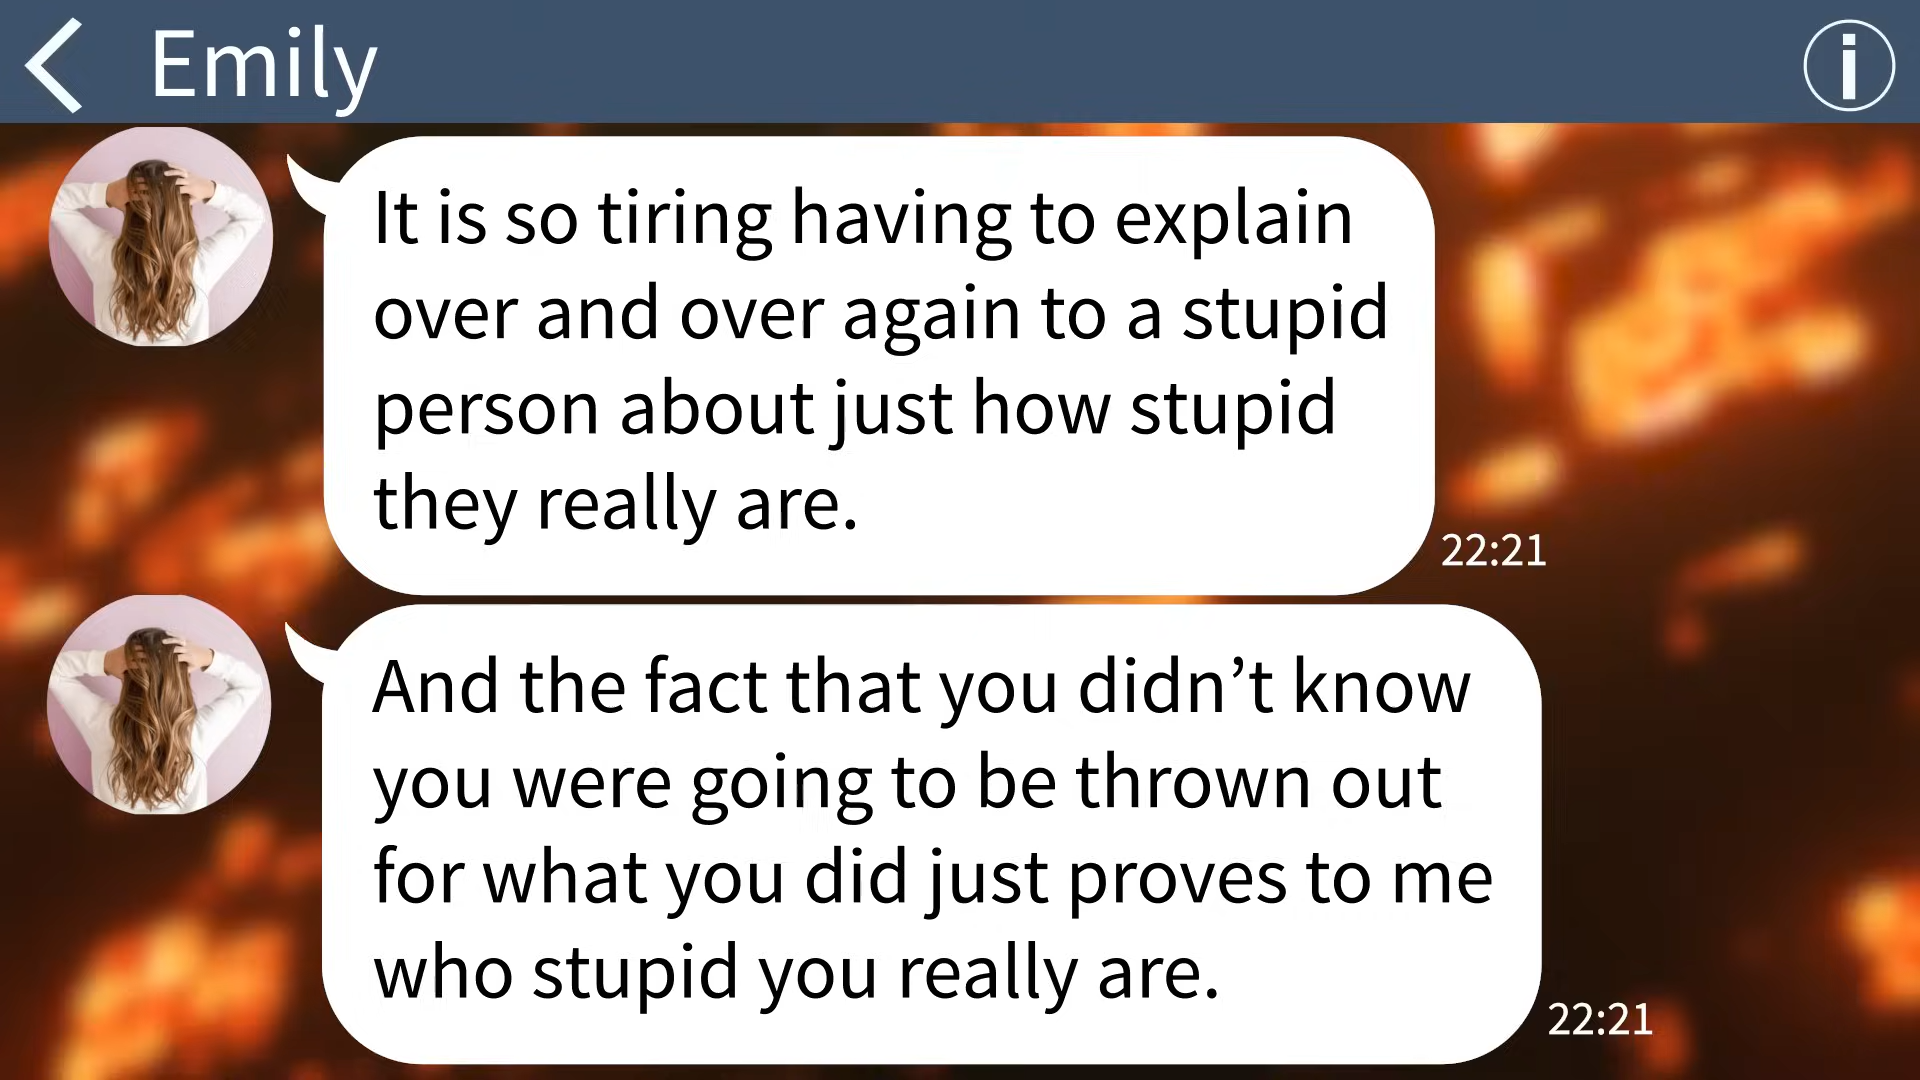 Emily
It is so tiring having to explain
over and over again to a stupid
person about just how stupid
they really are.
22:21
And the fact that you didn’t know
you were going to be thrown out
for what you did just proves to me
who stupid you really are.
22:21